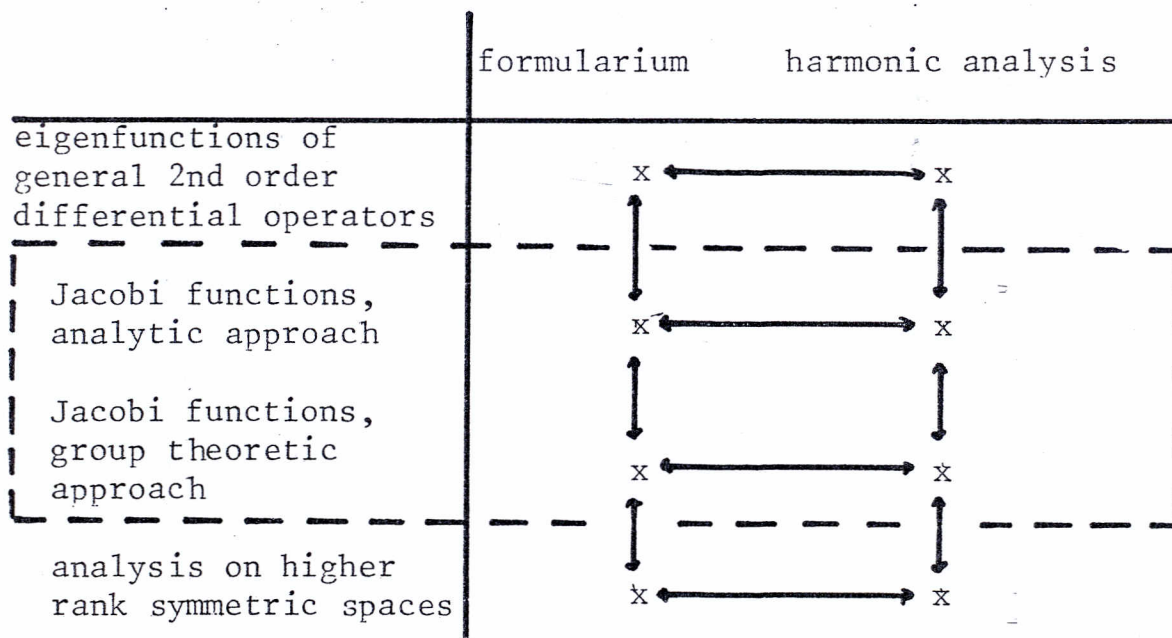 formularium harmonic analysis
eigenfunctions of
general 2nd order
differential operators
x x
Jacobi functions,
analytic approach
x x
Jacobi functions,
group theoretic
approach
x x
analysis on higher
rank symmetric spaces
x x